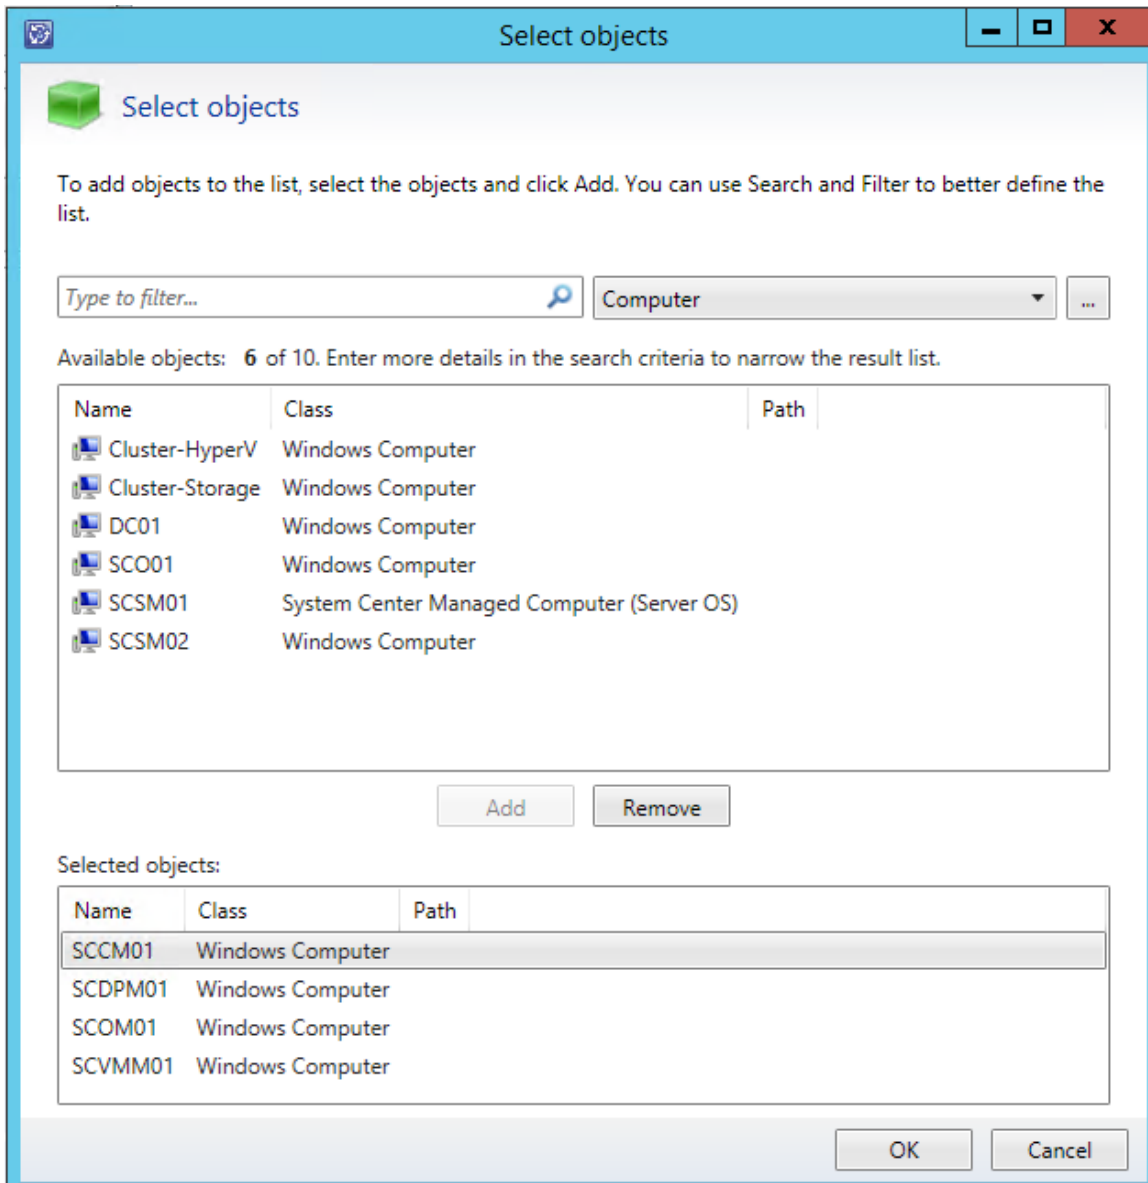 Select objects
Select objects
To add objects to the list, select the objects and click Add. You can use Search and Filter to better define the
list.
Type to filter... Computer ...
Available objects: 6 of 10. Enter more details in the search criteria to narrow the result list.
Name Class Path
Cluster-HyperV Windows Computer
Cluster-Storage Windows Computer
DC01 Windows Computer
SCO01 Windows Computer
SCSM01 System Center Managed Computer (Server OS)
SCSM02 Windows Computer
Add Remove
Selected objects:
Name Class Path
SCCM01 Windows Computer
SCDPM01 Windows Computer
SCOM01 Windows Computer
SCVMM01 Windows Computer
OK Cancel